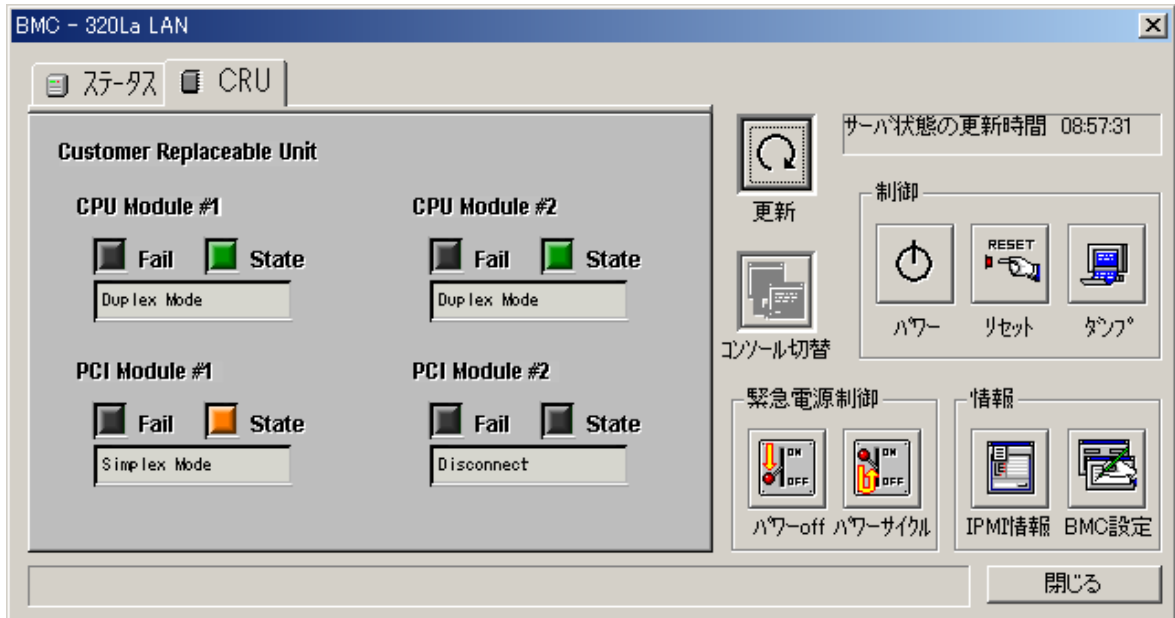 BMC - 320La LAN
ｽﾃｰﾀｽ CRU
Customer Replaceable Unit
CPU Module #1
Fail State
Duplex Mode
CPU Module #2
Fail State
Duplex Mode
PCI Module #1
Fail State
Simplex Mode
PCI Module #2
Fail State
Disconnect
更新
コンソール切替
サーバ状態の更新時間 08:57:31
制御
ﾊﾟﾜｰ
RESET
ﾘｾｯﾄ
ﾀﾞﾝﾌﾟ
緊急電源制御
ON
OFF
ﾊﾟﾜｰoff
ON
OFF
ﾊﾟﾜｰｻｲｸﾙ
情報
IPMI情報
BMC設定
閉じる